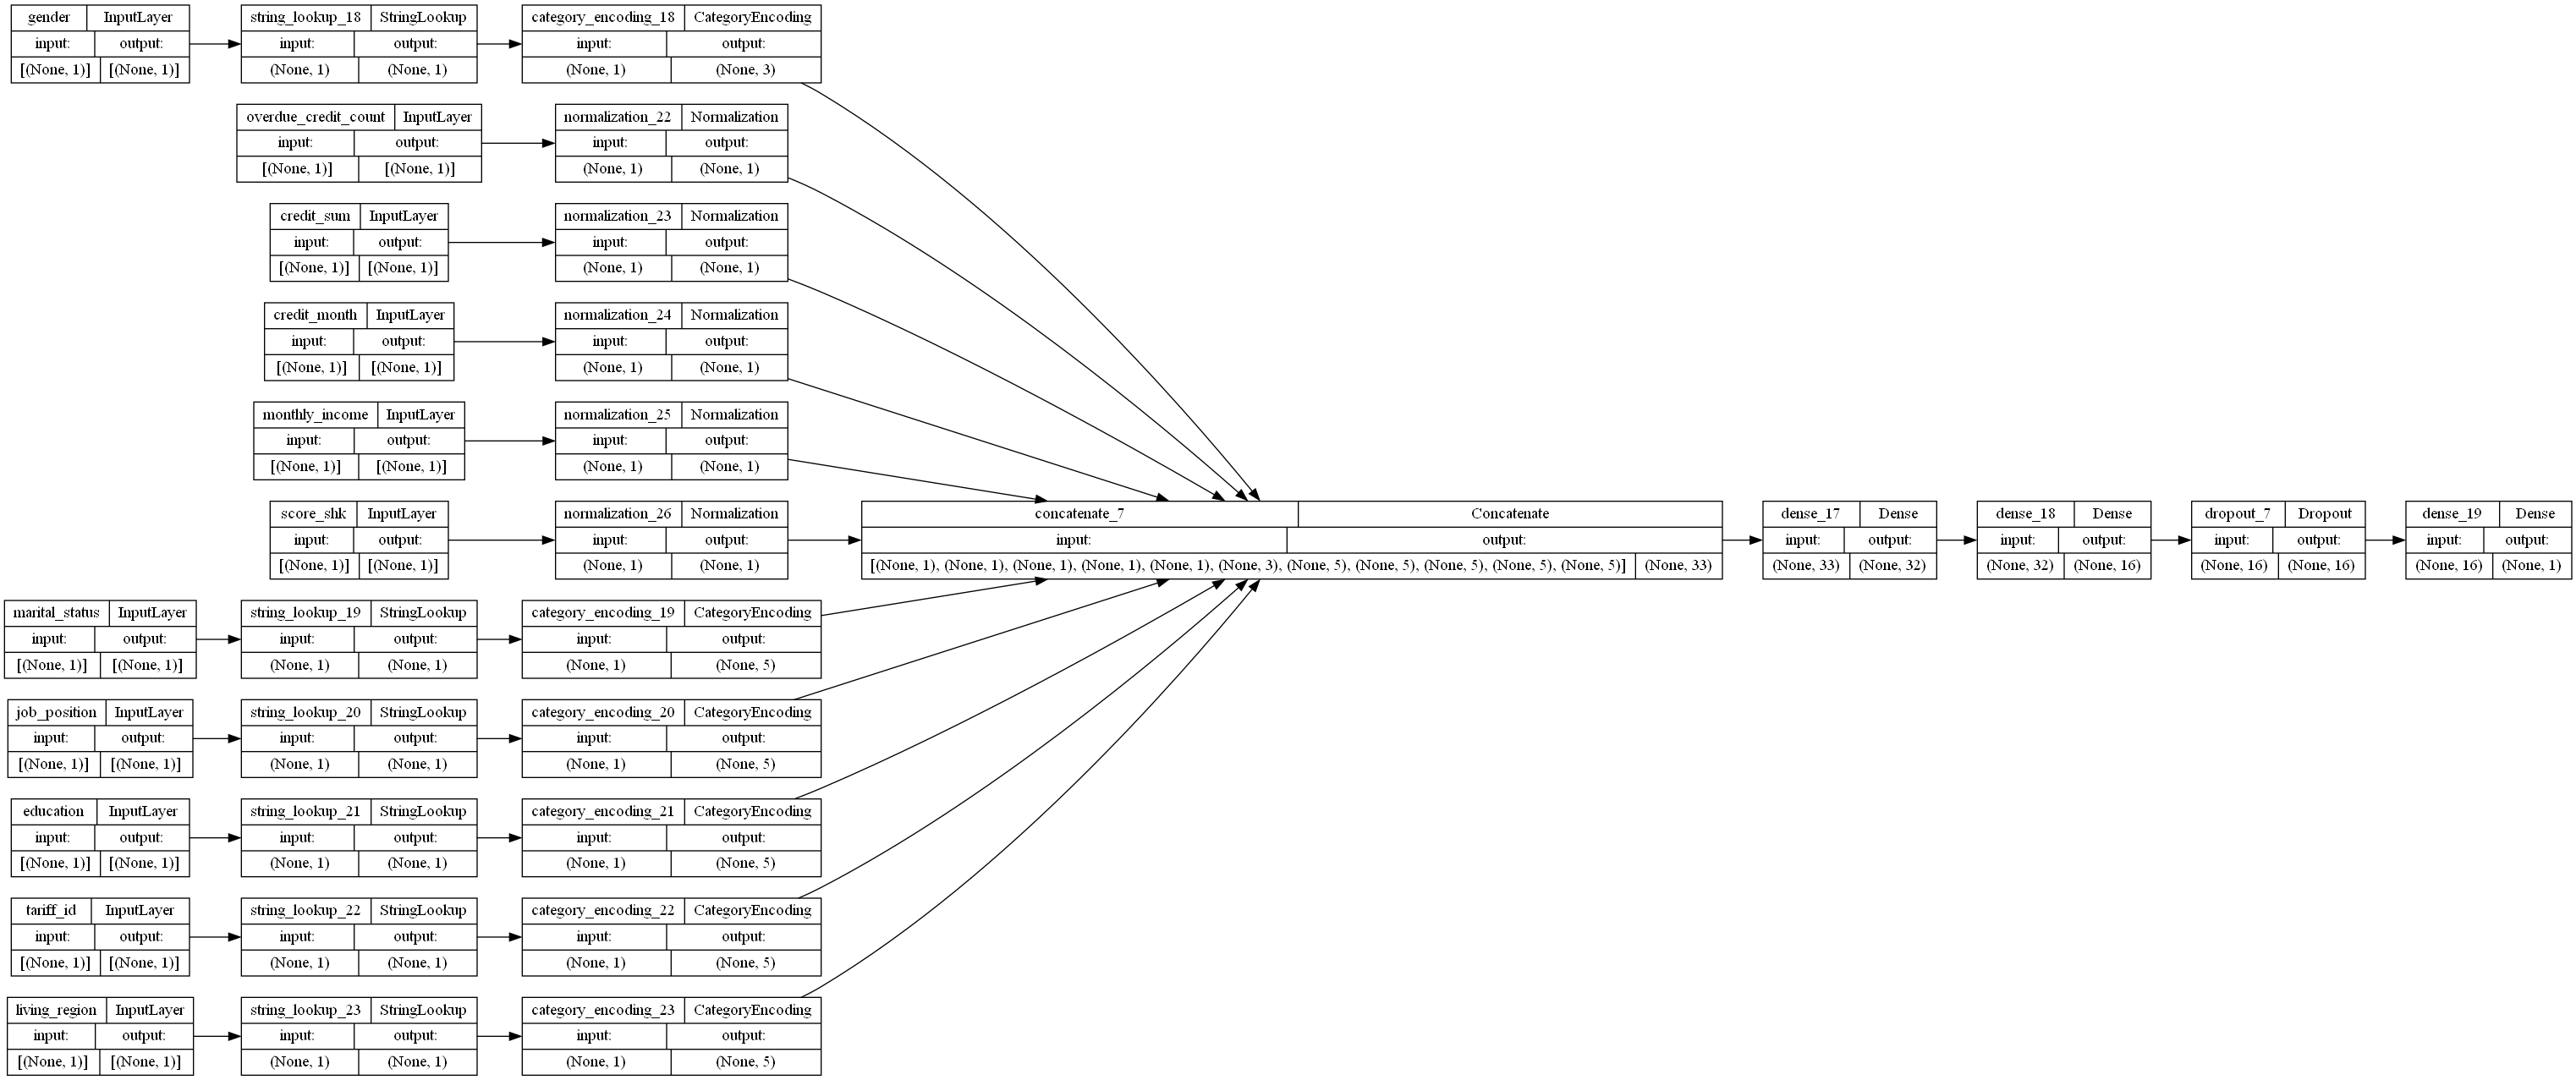 gender InputLayer
input: output:
[(None, 1)] [(None, 1)]
string_lookup_18 StringLookup
input: output:
(None, 1) (None, 1)
category_encoding_18 CategoryEncoding
input: output:
(None, 1) (None, 3)
overdue_credit_count InputLayer
input: output:
[(None, 1)] [(None, 1)]
normalization_22 Normalization
input: output:
(None, 1) (None, 1)
credit_sum InputLayer
input: output:
[(None, 1)] [(None, 1)]
normalization_23 Normalization
input: output:
(None, 1) (None, 1)
credit_month InputLayer
input: output:
[(None, 1)] [(None, 1)]
normalization_24 Normalization
input: output:
(None, 1) (None, 1)
monthly_income InputLayer
input: output:
[(None, 1)] [(None, 1)]
normalization_25 Normalization
input: output:
(None, 1) (None, 1)
score_shk InputLayer
input: output:
[(None, 1)] [(None, 1)]
normalization_26 Normalization
input: output:
(None, 1) (None, 1)
concatenate_7 Concatenate
input: output:
[(None, 1), (None, 1), (None, 1), (None, 1), (None, 1), (None, 3), (None, 5), (None, 5), (None, 5), (None, 5), (None, 5)] (None, 33)
dense_17 Dense
input: output:
(None, 33) (None, 32)
dense_18 Dense
input: output:
(None, 32) (None, 16)
dropout_7 Dropout
input: output:
(None, 16) (None, 16)
dense_19 Dense
input: output:
(None, 16) (None, 1)
marital_status InputLayer
input: output:
[(None, 1)] [(None, 1)]
string_lookup_19 StringLookup
input: output:
(None, 1) (None, 1)
category_encoding_19 CategoryEncoding
input: output:
(None, 1) (None, 5)
job_position InputLayer
input: output:
[(None, 1)] [(None, 1)]
string_lookup_20 StringLookup
input: output:
(None, 1) (None, 1)
category_encoding_20 CategoryEncoding
input: output:
(None, 1) (None, 5)
education InputLayer
input: output:
[(None, 1)] [(None, 1)]
string_lookup_21 StringLookup
input: output:
(None, 1) (None, 1)
category_encoding_21 CategoryEncoding
input: output:
(None, 1) (None, 5)
tariff_id InputLayer
input: output:
[(None, 1)] [(None, 1)]
string_lookup_22 StringLookup
input: output:
(None, 1) (None, 1)
category_encoding_22 CategoryEncoding
input: output:
(None, 1) (None, 5)
living_region InputLayer
input: output:
[(None, 1)] [(None, 1)]
string_lookup_23 StringLookup
input: output:
(None, 1) (None, 1)
category_encoding_23 CategoryEncoding
input: output:
(None, 1) (None, 5)